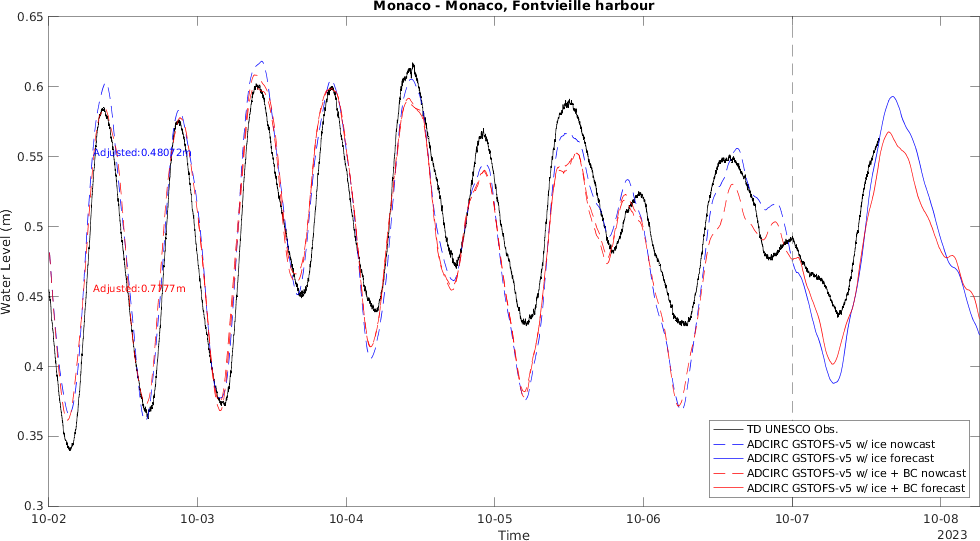 Monaco - Monaco, Fontvieille harbour
Water Level (m)
0.65
0.6
0.55
0.5
0.45
0.4
0.35
0.3
Adjusted:0.48072m
Adjusted:0.7777m
TD UNESCO Obs.
ADCIRC GSTOFS-v5 w/ ice nowcast
ADCIRC GSTOFS-v5 w/ ice forecast
ADCIRC GSTOFS-v5 w/ ice + BC nowcast
ADCIRC GSTOFS-v5 w/ ice + BC forecast
10-02 10-03 10-04 10-05 10-06 10-07 10-08
Time
2023